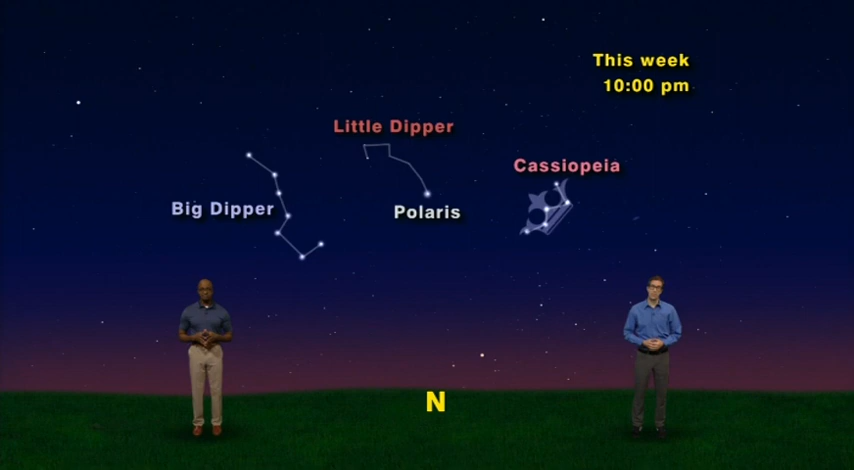 This week
10:00 pm
Little Dipper
Cassiopeia
Big Dipper
Polaris
N